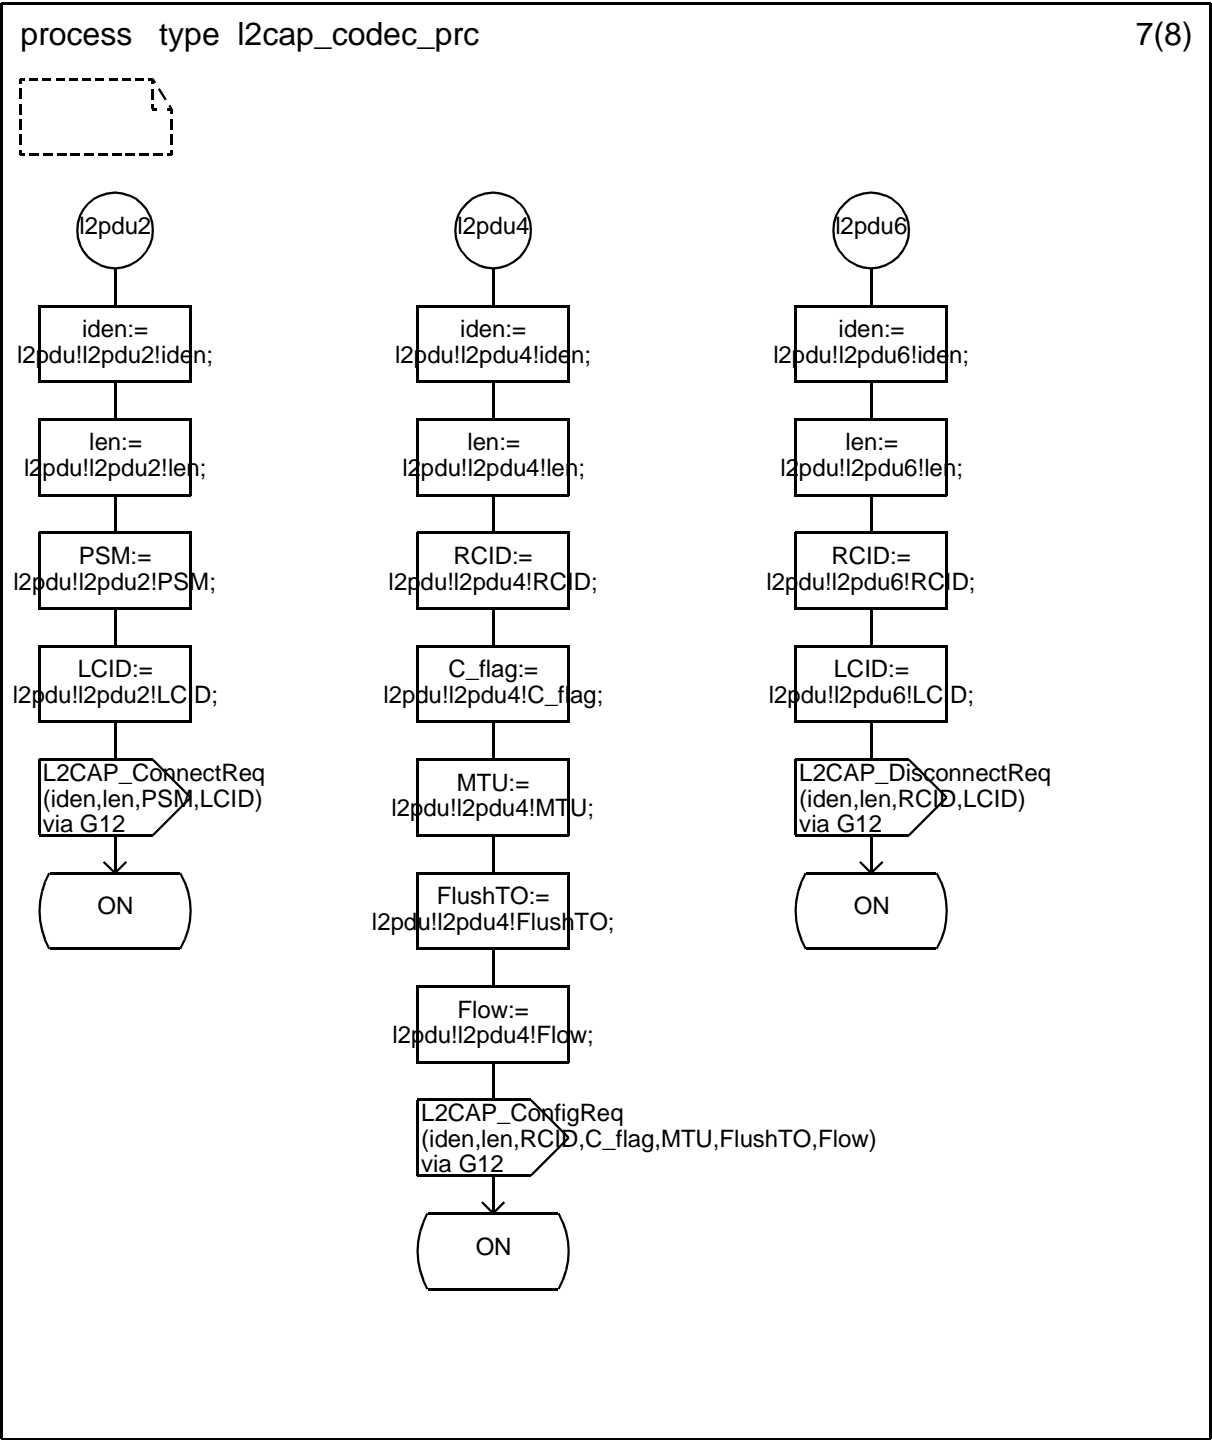 process type l2cap_codec_prc
7(8)
l2pdu2
iden:=
l2pdu!l2pdu2!iden;
len:=
l2pdu!l2pdu2!len;
PSM:=
l2pdu!l2pdu2!PSM;
LCID:=
l2pdu!l2pdu2!LCID;
L2CAP_ConnectReq
(iden,len,PSM,LCID)
via G12
ON
l2pdu4
iden:=
l2pdu!l2pdu4!iden;
len:=
l2pdu!l2pdu4!len;
RCID:=
l2pdu!l2pdu4!RCID;
C_flag:=
l2pdu!l2pdu4!C_flag;
MTU:=
l2pdu!l2pdu4!MTU;
FlushTO:=
l2pdu!l2pdu4!FlushTO;
Flow:=
l2pdu!l2pdu4!Flow;
L2CAP_ConfigReq
(iden,len,RCID,C_flag,MTU,FlushTO,Flow)
via G12
ON
l2pdu6
iden:=
l2pdu!l2pdu6!iden;
len:=
l2pdu!l2pdu6!len;
RCID:=
l2pdu!l2pdu6!RCID;
LCID:=
l2pdu!l2pdu6!LCID;
L2CAP_DisconnectReq
(iden,len,RCID,LCID)
via G12
ON